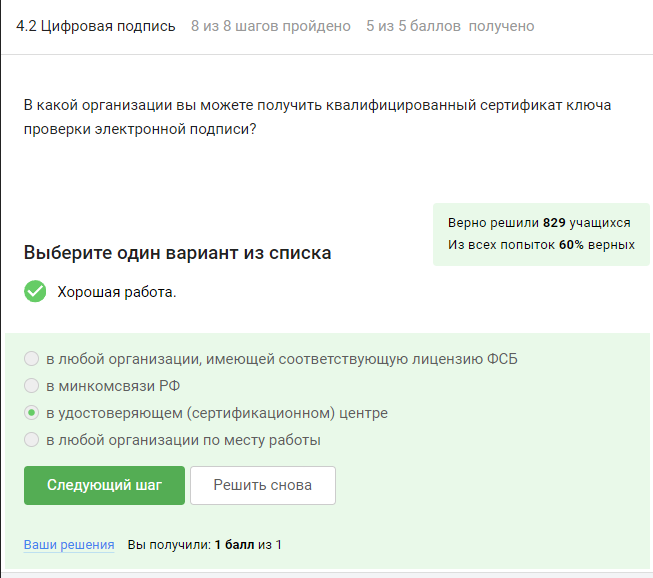 4.2 Цифровая подпись 8 из 8 шагов пройдено 5 из 5 баллов получено
В какой организации вы можете получить квалифицированный сертификат ключа
проверки электронной подписи?
Верно решили 829 учащихся
Из всех попыток 60% верных
Выберите один вариант из списка
Хорошая работа.
в любой организации, имеющей соответствующую лицензию ФСБ
в минкомсвязи РФ
в удостоверяющем (сертификационном) центре
в любой организации по месту работы
Следующий шаг Решить снова
Ваши решения Вы получили: 1 балл из 1